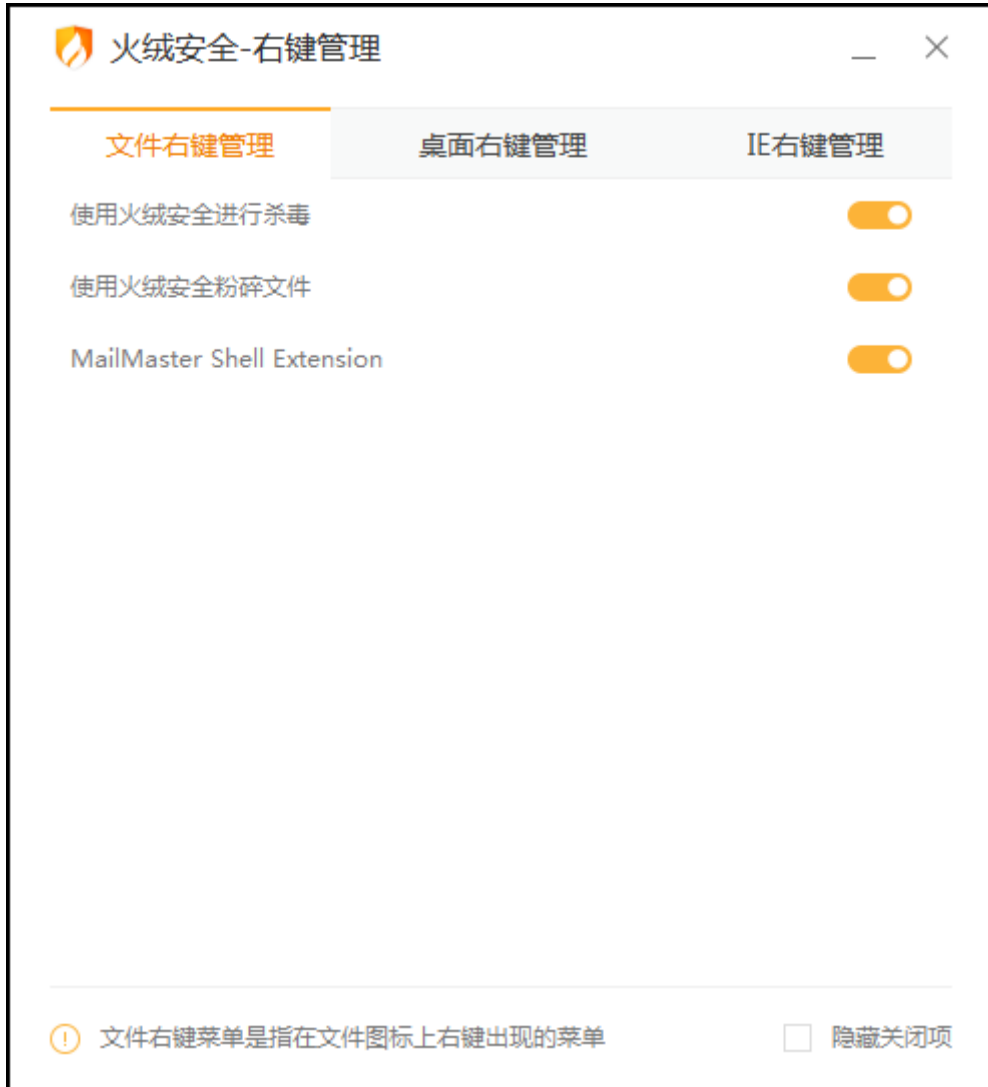 火绒安全-右键管理
文件右键管理 桌面右键管理 IE右键管理
使用火绒安全进行杀毒
使用火绒安全粉碎文件
MailMaster Shell Extension
文件右键菜单是指在文件图标上右键出现的菜单 隐藏关闭项